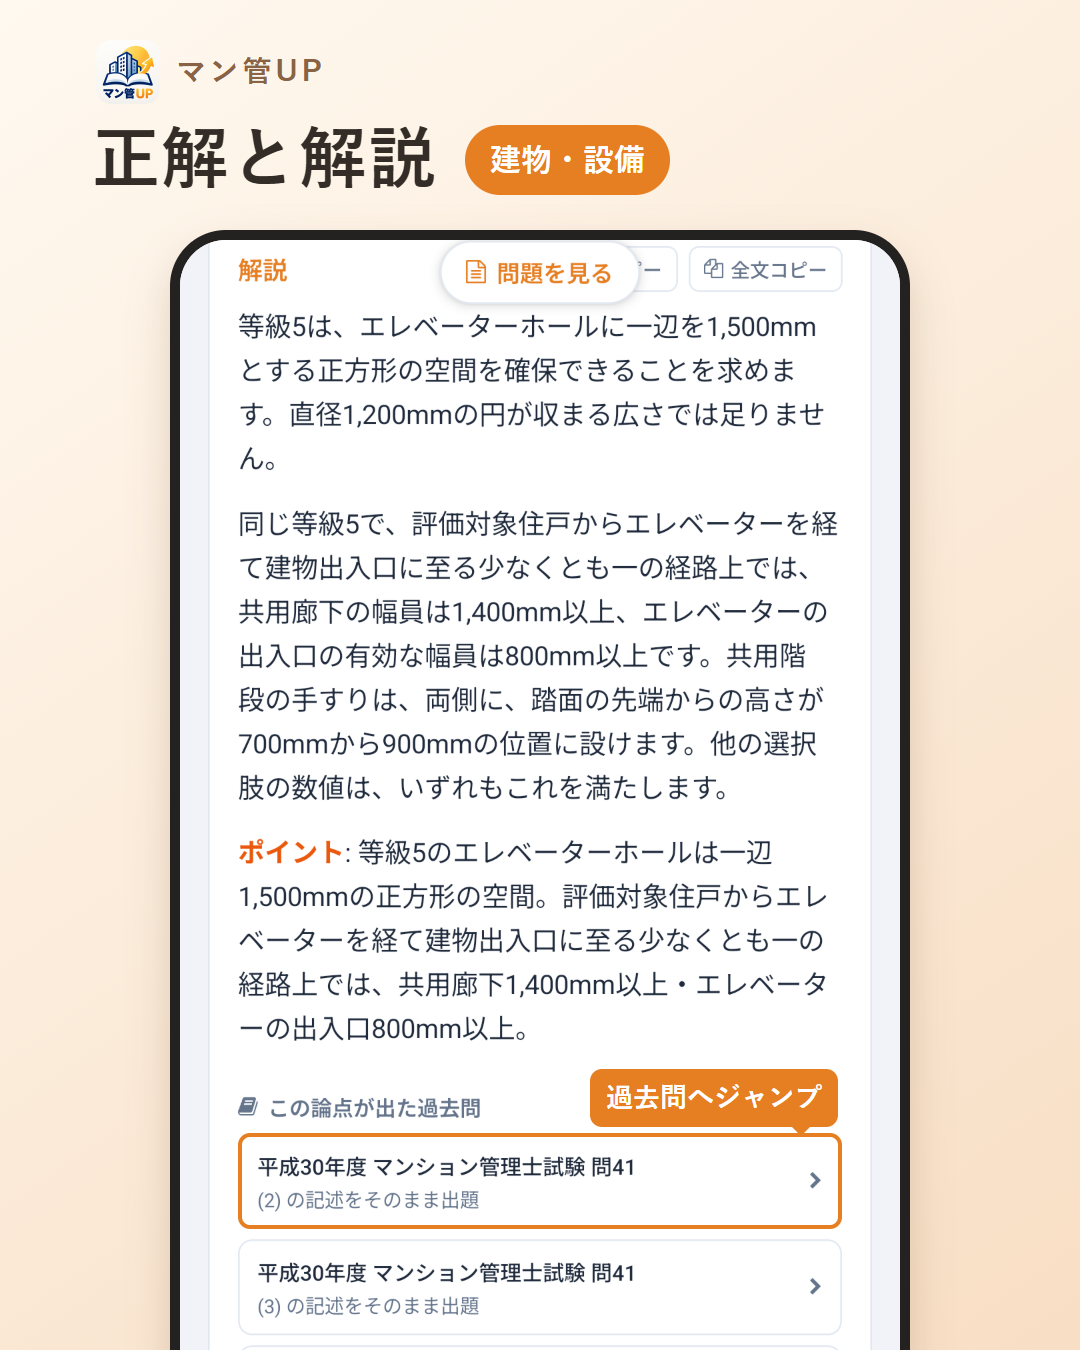 マン管UP
マン管UP
正解と解説
建物・設備
解説
問題を見る
ピー
全文コピー
等級5は、エレベーターホールに一辺を1,500mm
とする正方形の空間を確保できることを求めま
す。直径1,200mmの円が収まる広さでは足りませ
ん。
同じ等級5で、評価対象住戸からエレベーターを経
て建物出入口に至る少なくとも一の経路上では、
共用廊下の幅員は1,400mm以上、エレベーターの
出入口の有効な幅員は800mm以上です。共用階
段の手すりは、両側に、踏面の先端からの高さが
700mmから900mmの位置に設けます。他の選択
肢の数値は、いずれもこれを満たします。
ポイント: 等級5のエレベーターホールは一辺
1,500mmの正方形の空間。評価対象住戸からエレ
ベーターを経て建物出入口に至る少なくとも一の
経路上では、共用廊下1,400mm以上・エレベータ
ーの出入口800mm以上。
この論点が出た過去問
過去問へジャンプ
平成30年度 マンション管理士試験 問41
(2) の記述をそのまま出題
平成30年度 マンション管理士試験 問41
(3) の記述をそのまま出題